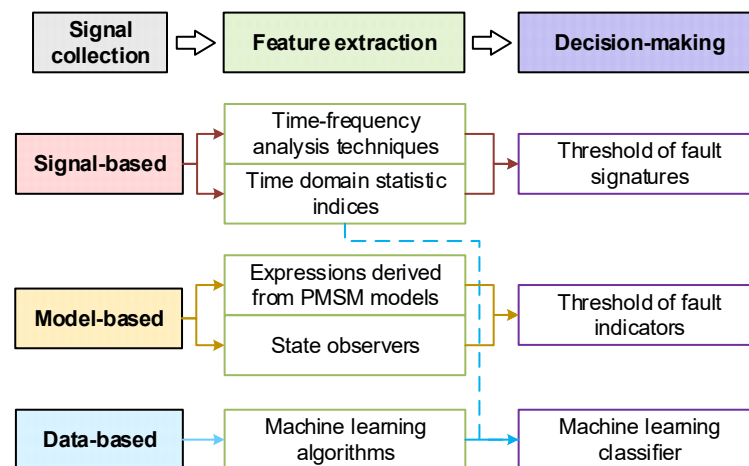 Signal
collection
Feature extraction
Decision-making
Signal-based
Time-frequency
analysis techniques
Time domain statistic
indices
Threshold of fault
signatures
Model-based
Expressions derived
from PMSM models
State observers
Threshold of fault
indicators
Data-based
Machine learning
algorithms
Machine learning
classifier